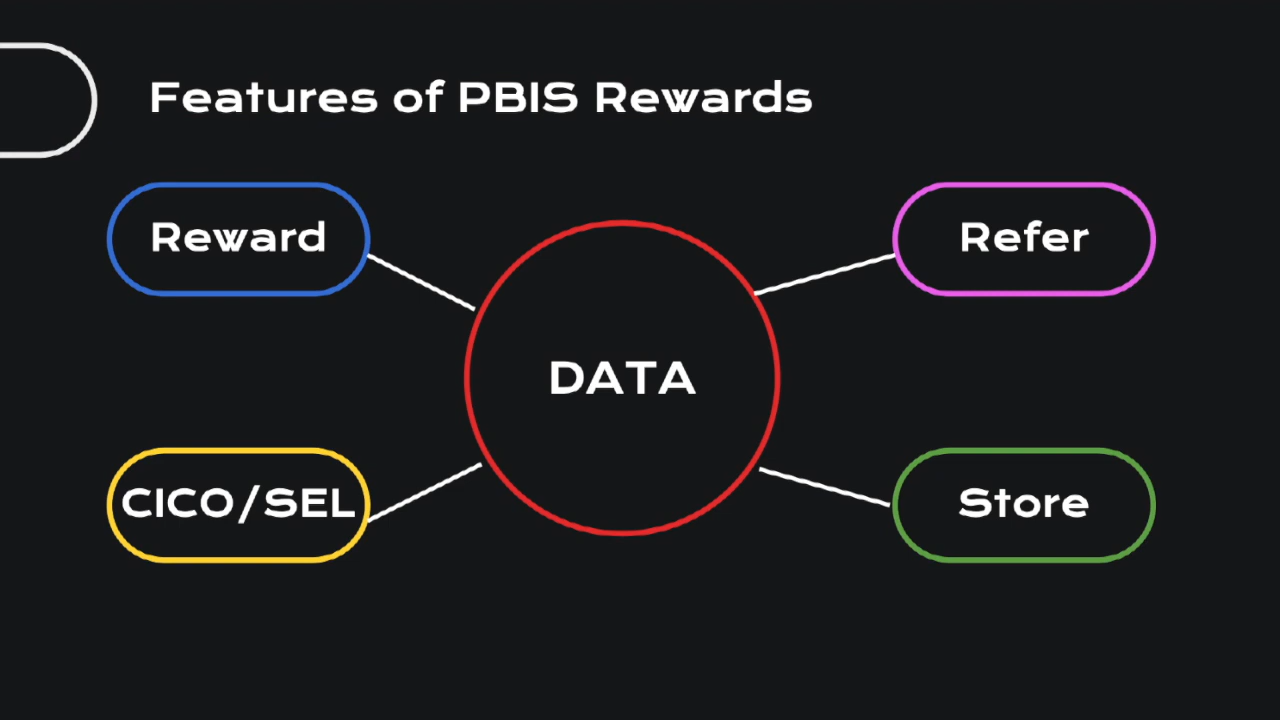 Features of PBIS Rewards
Reward
Refer
DATA
CICO/SEL
Store